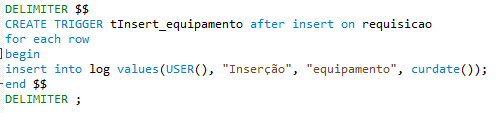 DELIMITER $$
CREATE TRIGGER tInsert_equipamento after insert on requisicao
for each row
begin
insert into log values(USER(), "Inserção", "equipamento", curdate());
end $$
DELIMITER ;